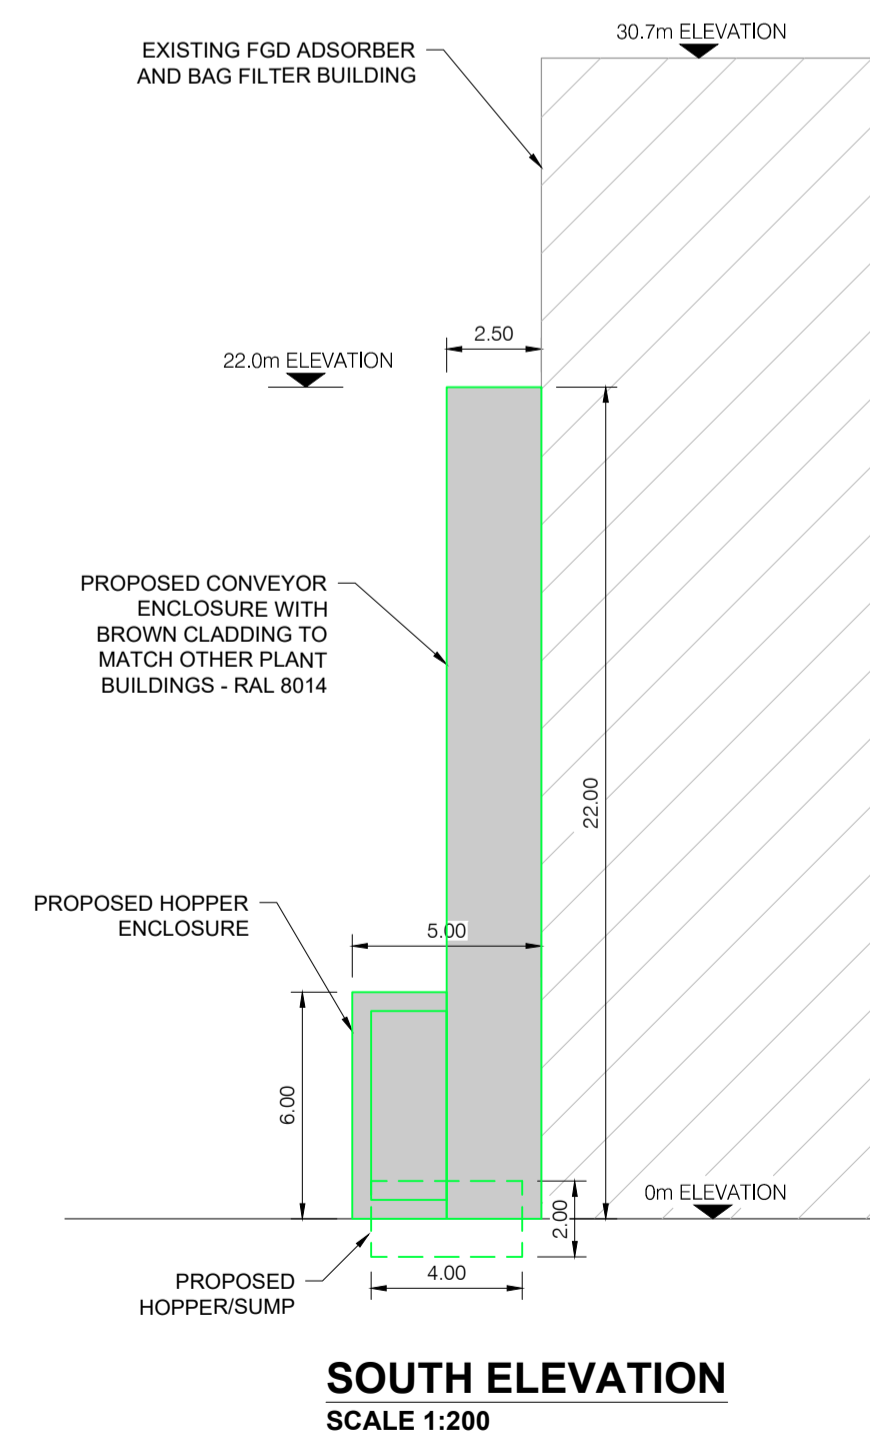 30.7m ELEVATION
EXISTING FGD ADSORBER
AND BAG FILTER BUILDING
2.50
22.0m ELEVATION
PROPOSED CONVEYOR
ENCLOSURE WITH
BROWN CLADDING TO
MATCH OTHER PLANT
BUILDINGS - RAL 8014
22.00
PROPOSED HOPPER
ENCLOSURE
5.00
6.00
0m ELEVATION
2.00
4.00
PROPOSED
HOPPER/SUMP
SOUTH ELEVATION
SCALE 1:200